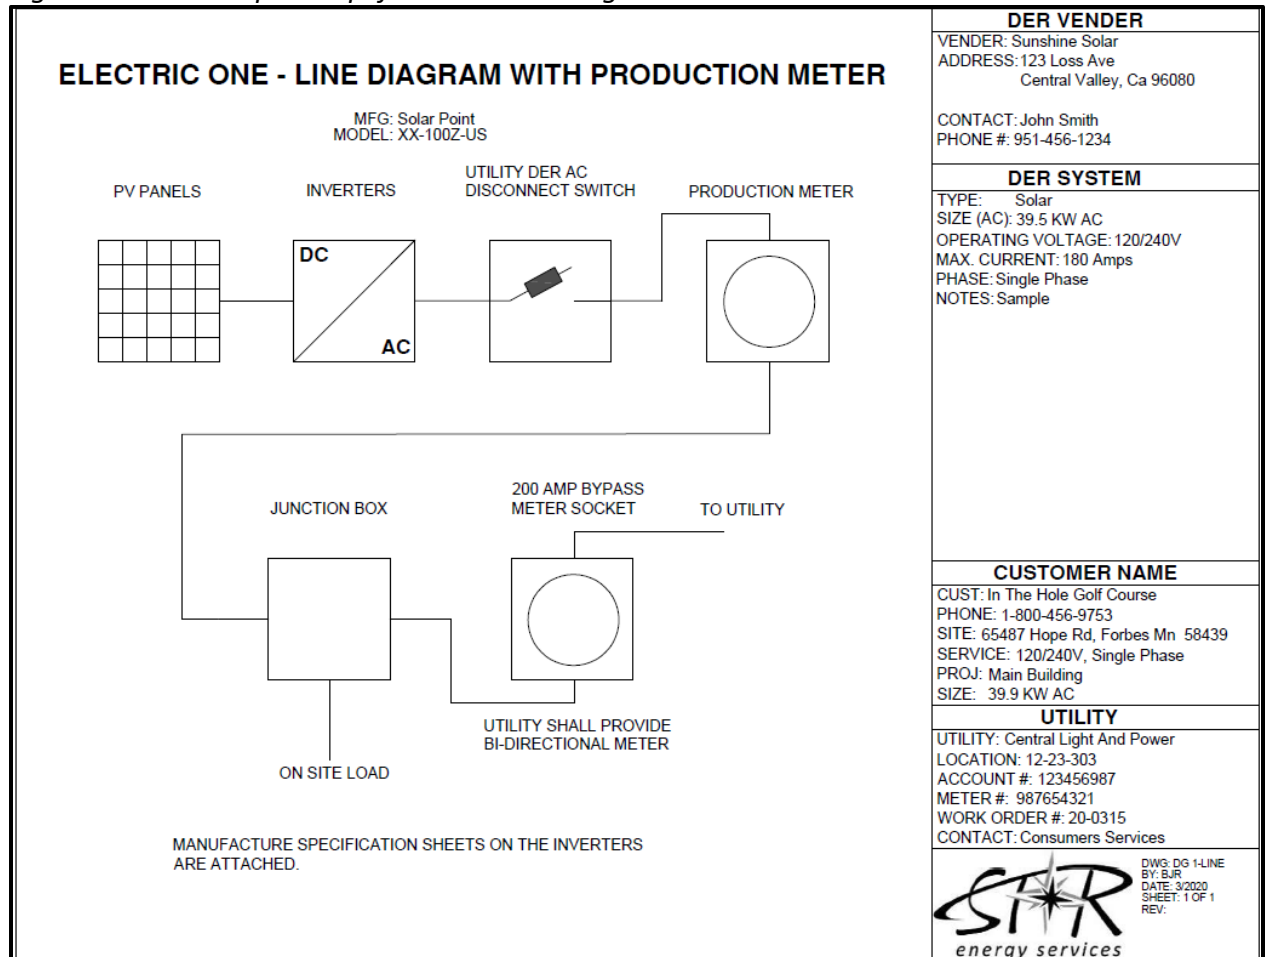 ELECTRIC ONE - LINE DIAGRAM WITH PRODUCTION METER
MFG: Solar Point
MODEL: XX-100Z-US
PV PANELS
INVERTERS
UTILITY DER AC
DISCONNECT SWITCH
PRODUCTION METER
DC
AC
JUNCTION BOX
200 AMP BYPASS
METER SOCKET
TO UTILITY
UTILITY SHALL PROVIDE
BI-DIRECTIONAL METER
ON SITE LOAD
MANUFACTURE SPECIFICATION SHEETS ON THE INVERTERS
ARE ATTACHED.
DER VENDER
VENDER: Sunshine Solar
ADDRESS: 123 Loss Ave
Central Valley, Ca 96080
CONTACT: John Smith
PHONE #: 951-456-1234
DER SYSTEM
TYPE: Solar
SIZE (AC): 39.5 KW AC
OPERATING VOLTAGE: 120/240V
MAX. CURRENT: 180 Amps
PHASE: Single Phase
NOTES: Sample
CUSTOMER NAME
CUST: In The Hole Golf Course
PHONE: 1-800-456-9753
SITE: 65487 Hope Rd, Forbes Mn 58439
SERVICE: 120/240V, Single Phase
PROJ: Main Building
SIZE: 39.9 KW AC
UTILITY
UTILITY: Central Light And Power
LOCATION: 12-23-303
ACCOUNT #: 123456987
METER #: 987654321
WORK ORDER #: 20-0315
CONTACT: Consumers Services
STAR
energy services
DWG: DG 1-LINE
BY: BJR
DATE: 3/2020
SHEET: 1 OF 1
REV: